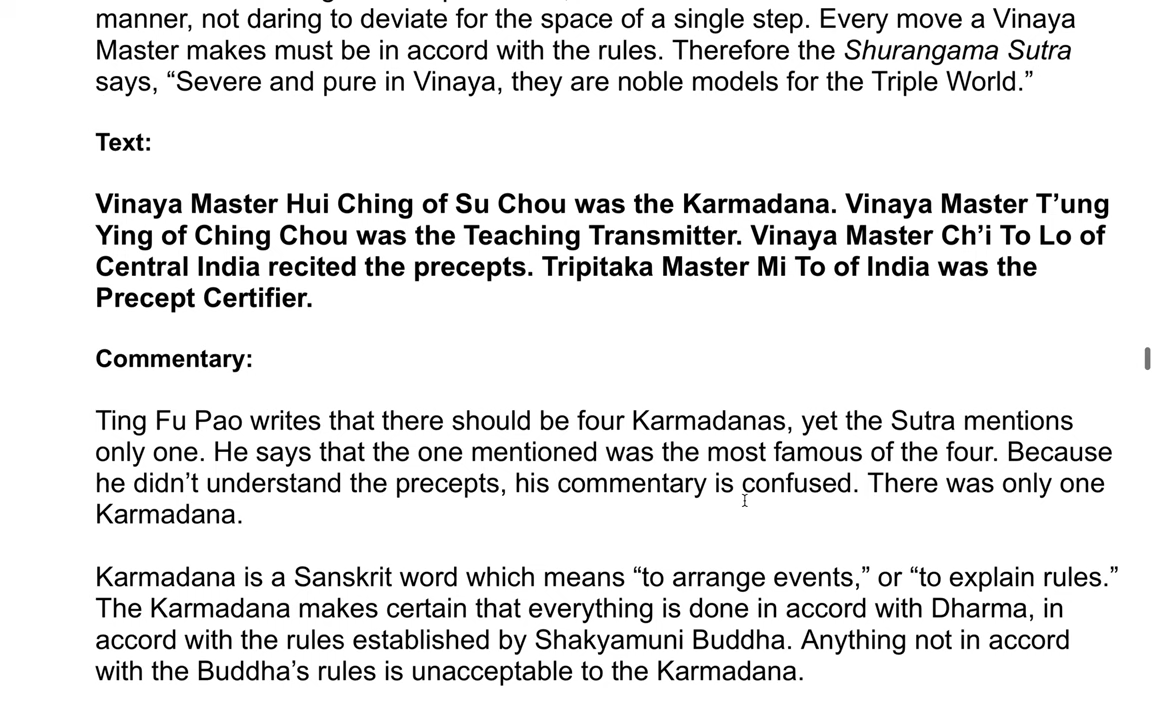 manner, not daring to deviate for the space of a single step. Every move a Vinaya
Master makes must be in accord with the rules. Therefore the Shurangama Sutra
says, “Severe and pure in Vinaya, they are noble models for the Triple World.”
Text:
Vinaya Master Hui Ching of Su Chou was the Karmadana. Vinaya Master T’ung
Ying of Ching Chou was the Teaching Transmitter. Vinaya Master Ch’i To Lo of
Central India recited the precepts. Tripitaka Master Mi To of India was the
Precept Certifier.
Commentary:
Ting Fu Pao writes that there should be four Karmadanas, yet the Sutra mentions
only one. He says that the one mentioned was the most famous of the four. Because
he didn’t understand the precepts, his commentary is confused. There was only one
Karmadana.
Karmadana is a Sanskrit word which means “to arrange events,” or “to explain rules.”
The Karmadana makes certain that everything is done in accord with Dharma, in
accord with the rules established by Shakyamuni Buddha. Anything not in accord
with the Buddha’s rules is unacceptable to the Karmadana.